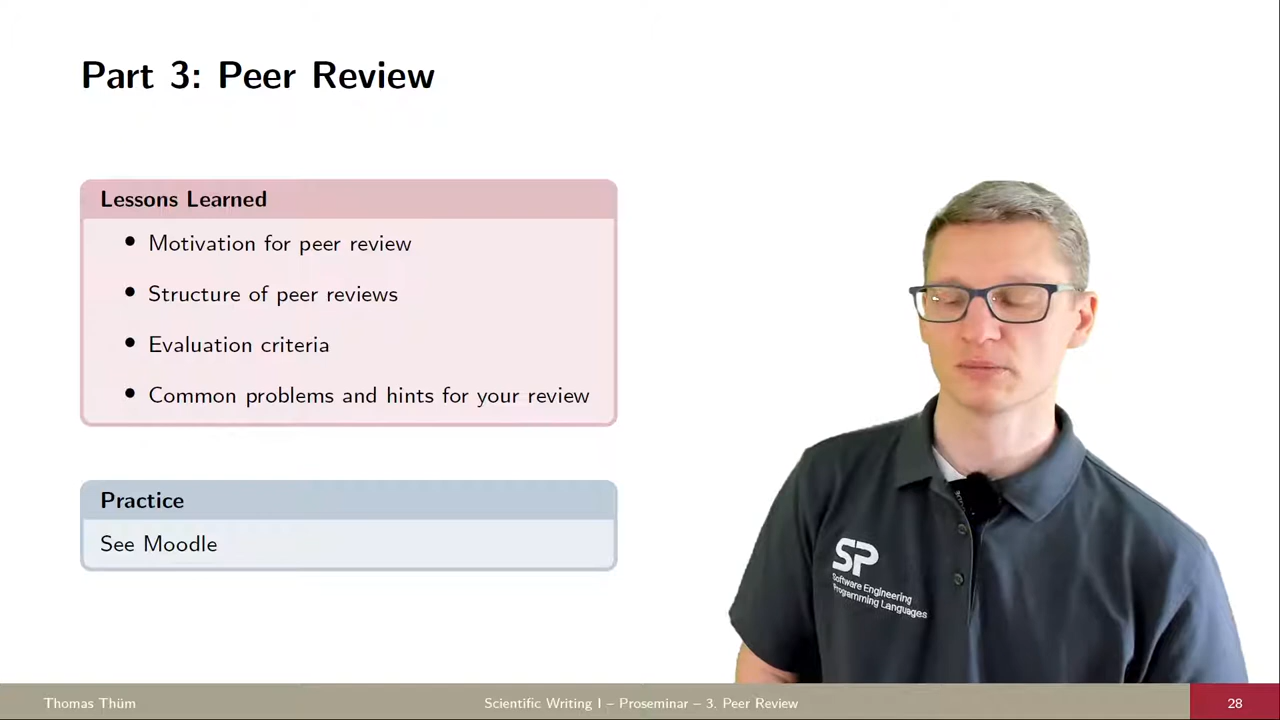 Part 3: Peer Review
Lessons Learned
• Motivation for peer review
• Structure of peer reviews
• Evaluation criteria
• Common problems and hints for your review
Practice
See Moodle
SP
Software Engineering
Programming Languages
Thomas Thüm
Scientific Writing I – Proseminar – 3. Peer Review
28